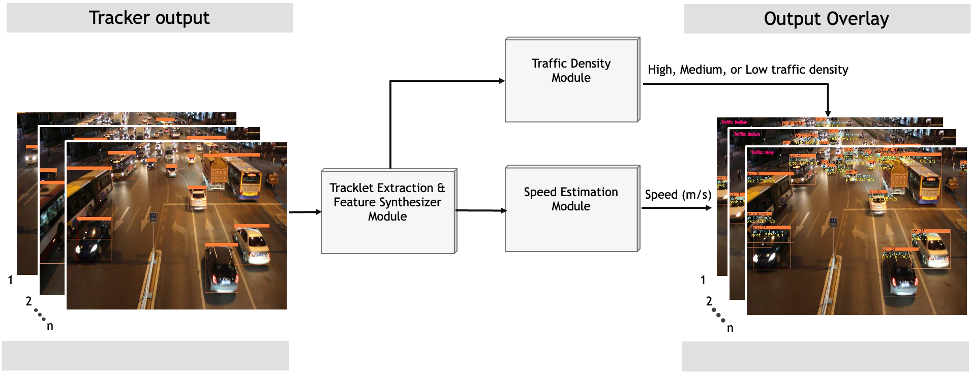 Tracker output
Output Overlay
Traffic Density
Module
High, Medium, or Low traffic density
Tracklet Extraction &
Feature Synthesizer
Module
Speed Estimation
Module
Speed (m/s)
1
2
n
1
2
n